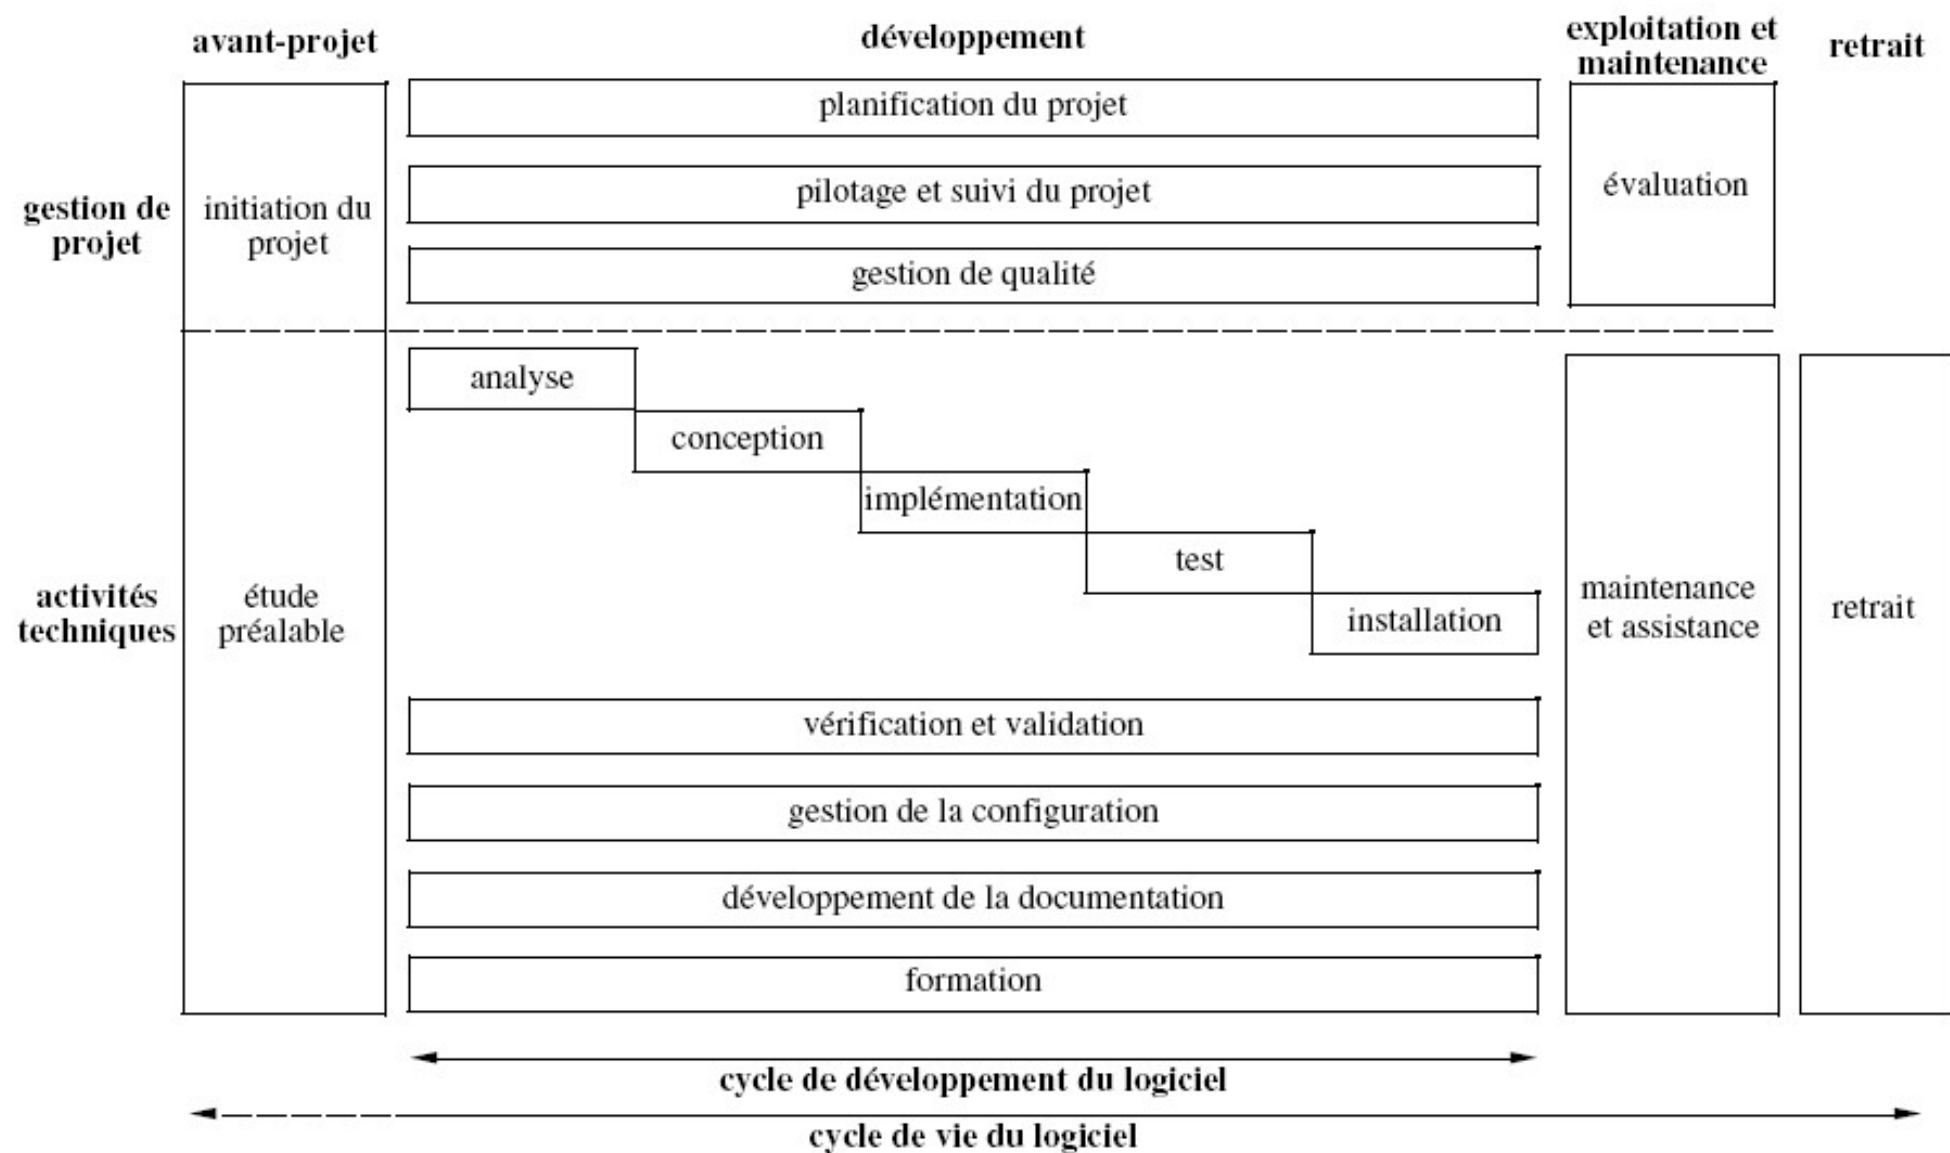 avant-projet
développement
exploitation et
maintenance
retrait
gestion de
projet
initiation du
projet
planification du projet
pilotage et suivi du projet
gestion de qualité
évaluation
activités
techniques
étude
préalable
analyse
conception
implémentation
test
installation
vérification et validation
gestion de la configuration
développement de la documentation
formation
maintenance
et assistance
retrait
cycle de développement du logiciel
cycle de vie du logiciel